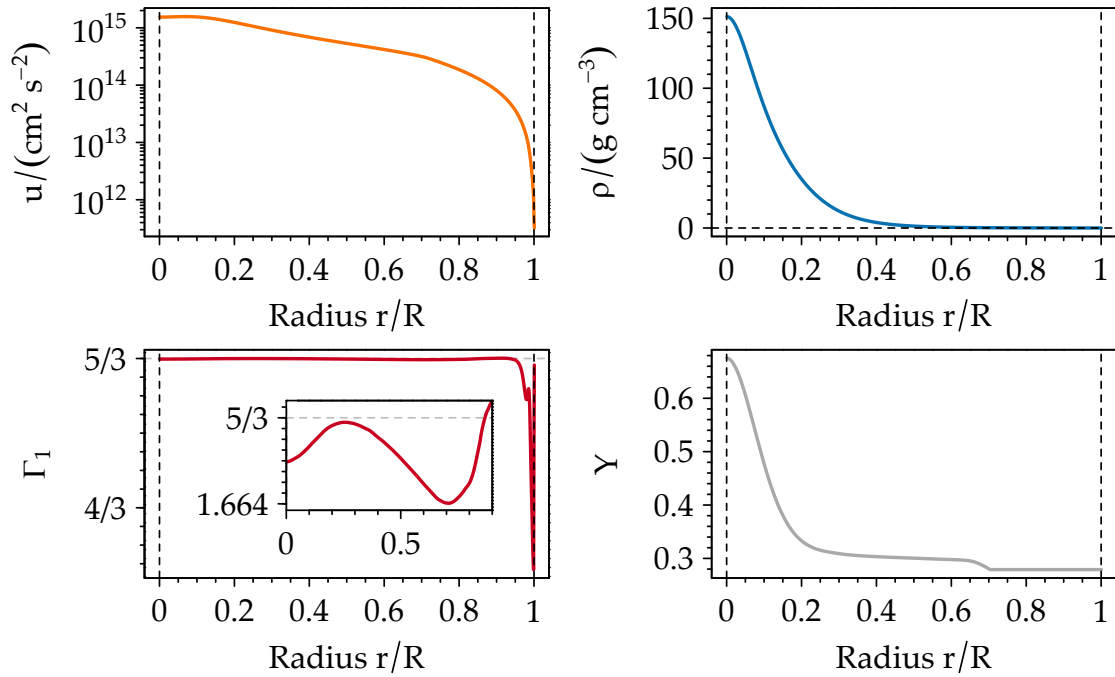 u/(cm² s⁻²)
10¹⁵
10¹⁴
10¹³
10¹²
0 0.2 0.4 0.6 0.8 1
Radius r/R
ρ/(g cm⁻³)
150
100
50
0
0 0.2 0.4 0.6 0.8 1
Radius r/R
Γ₁
5/3
4/3
5/3
1.664
0 0.5
0 0.2 0.4 0.6 0.8 1
Radius r/R
Y
0.6
0.5
0.4
0.3
0 0.2 0.4 0.6 0.8 1
Radius r/R